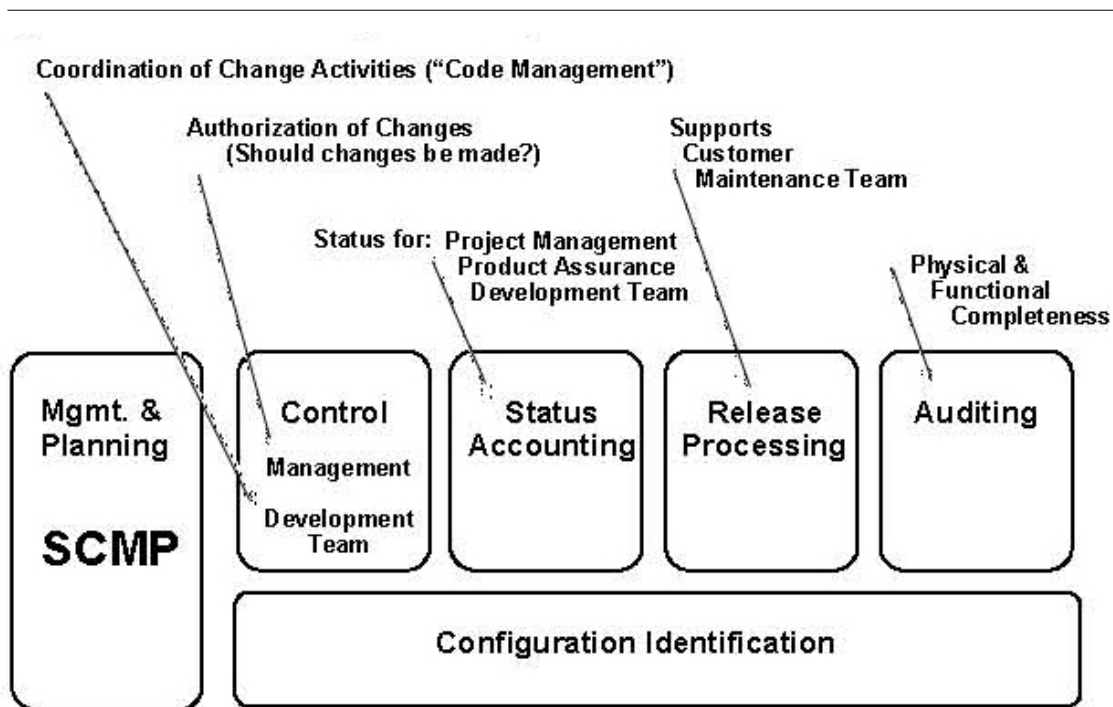 Coordination of Change Activities (“Code Management”)
Authorization of Changes
(Should changes be made?)
Supports
Customer
Maintenance Team
Status for: Project Management
Product Assurance
Development Team
Physical &
Functional
Completeness
Mgmt. &
Planning
SCMP
Control
Management
Development
Team
Status
Accounting
Release
Processing
Auditing
Configuration Identification